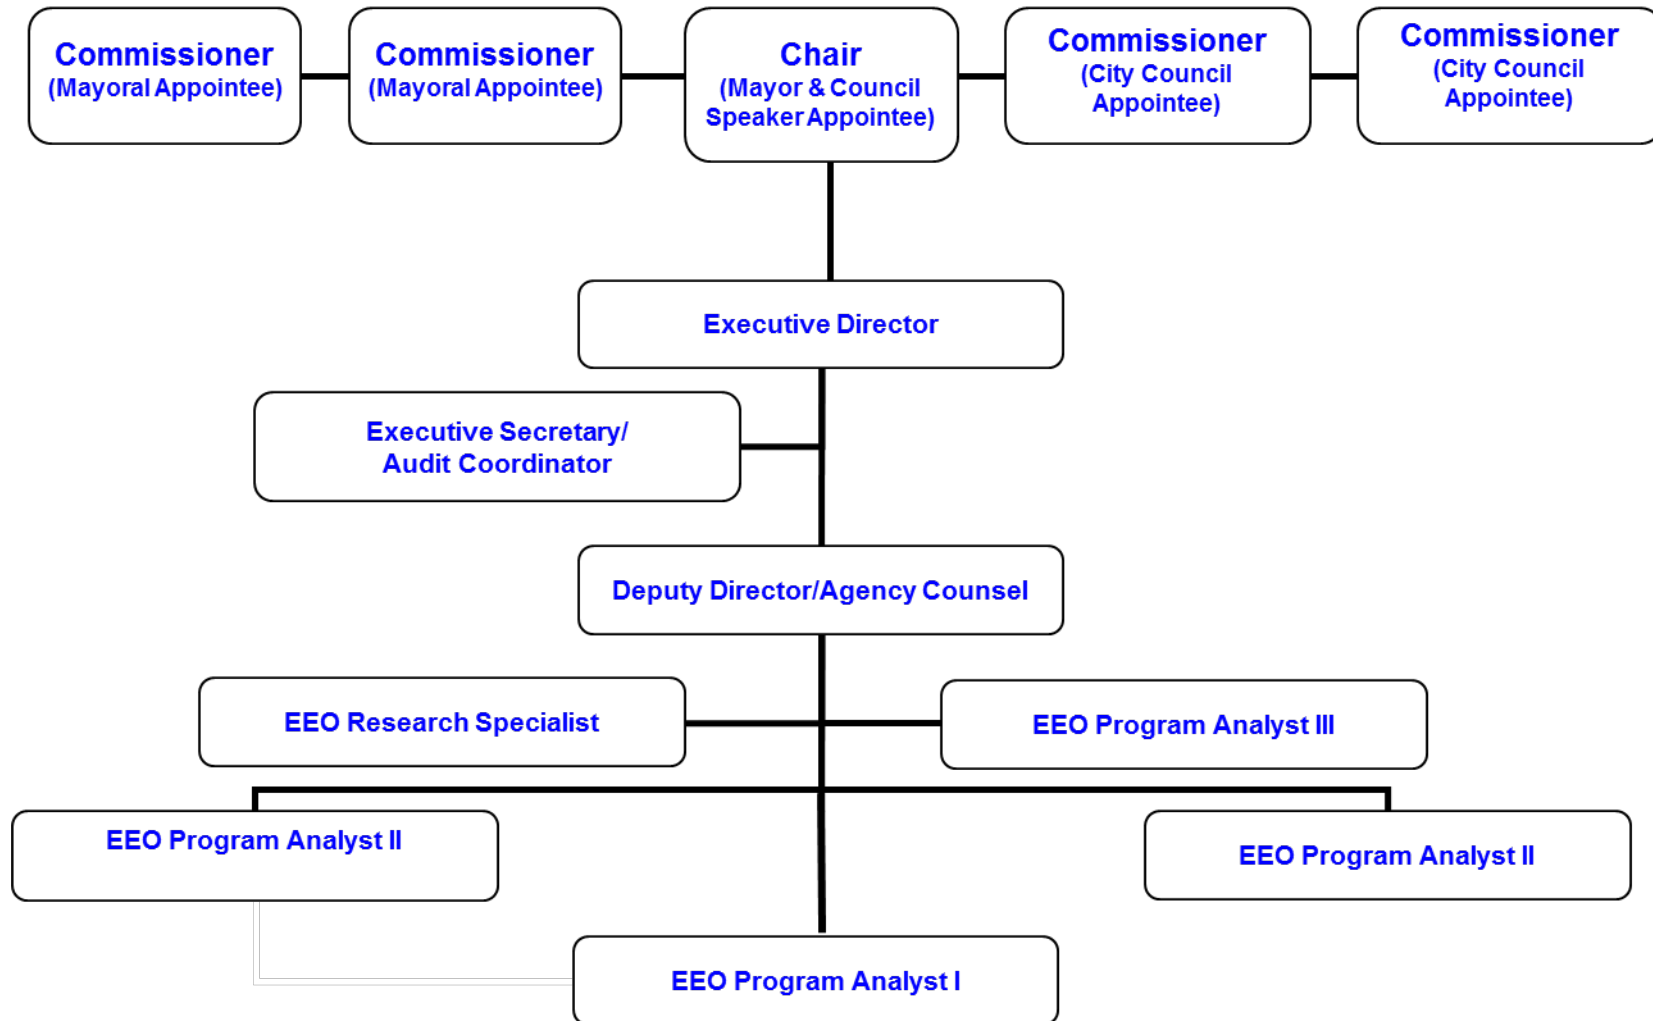 Commissioner
(Mayoral Appointee)
Commissioner
(Mayoral Appointee)
Chair
(Mayor & Council
Speaker Appointee)
Commissioner
(City Council
Appointee)
Commissioner
(City Council
Appointee)
Executive Director
Executive Secretary/
Audit Coordinator
Deputy Director/Agency Counsel
EEO Research Specialist
EEO Program Analyst III
EEO Program Analyst II
EEO Program Analyst II
EEO Program Analyst I